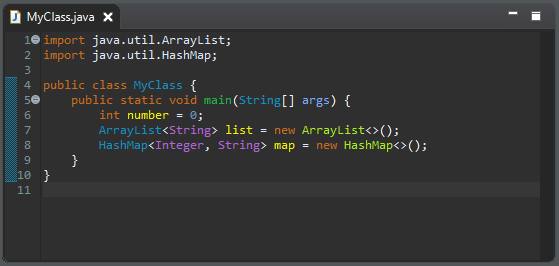 MyClass.java
1 import java.util.ArrayList;
2 import java.util.HashMap;
3
4 public class MyClass {
5     public static void main(String[] args) {
6         int number = 0;
7         ArrayList<String> list = new ArrayList<>();
8         HashMap<Integer, String> map = new HashMap<>();
9     }
10 }
11